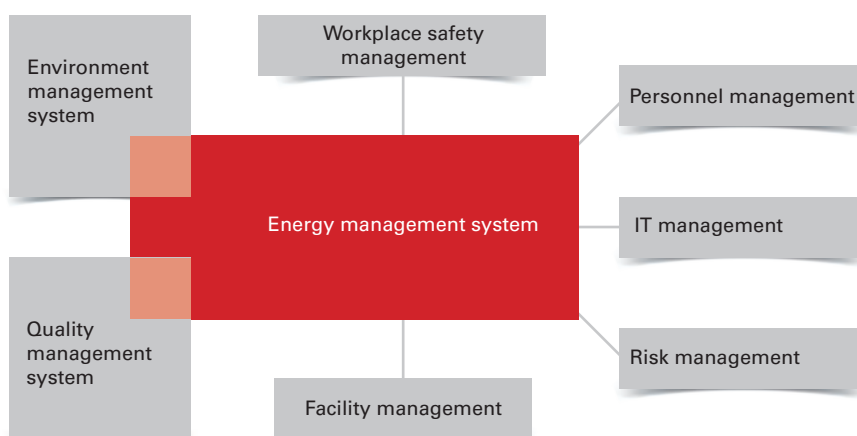 Environment
management
system
Workplace safety
management
Personnel management
Energy management system
IT management
Quality
management
system
Risk management
Facility management